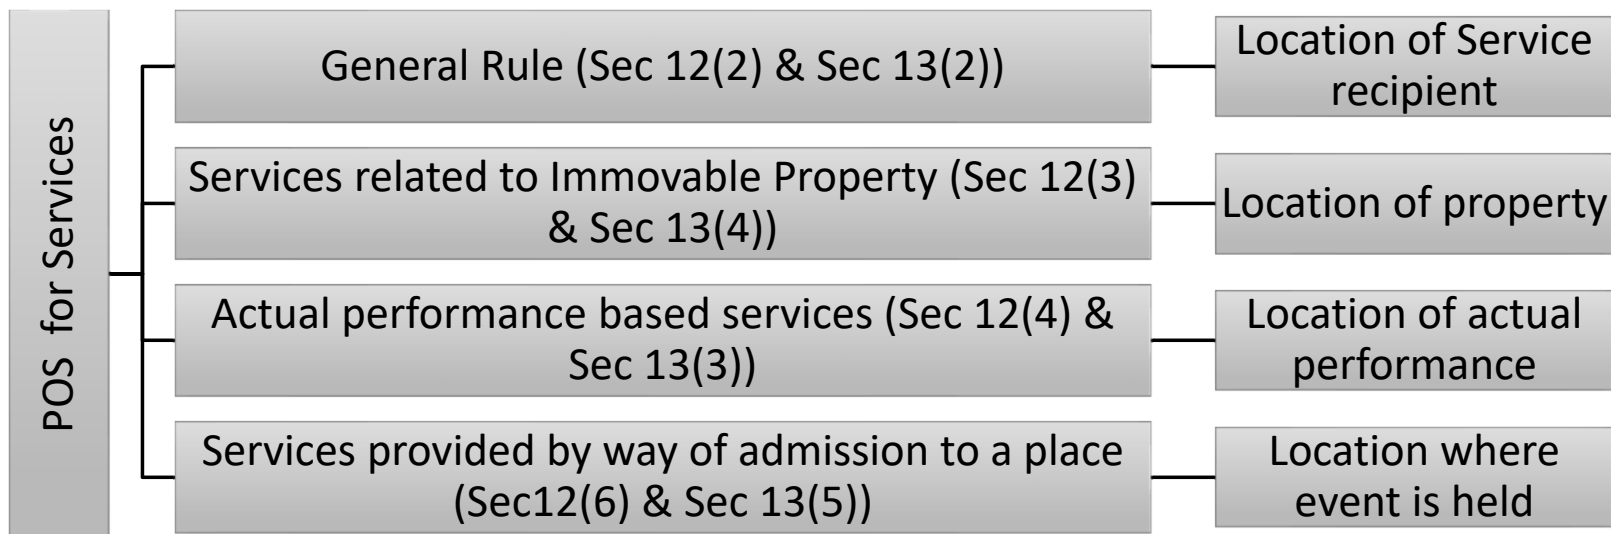 POS for Services
General Rule (Sec 12(2) & Sec 13(2))
Location of Service
recipient
Services related to Immovable Property (Sec 12(3)
& Sec 13(4))
Location of property
Actual performance based services (Sec 12(4) &
Sec 13(3))
Location of actual
performance
Services provided by way of admission to a place
(Sec12(6) & Sec 13(5))
Location where
event is held